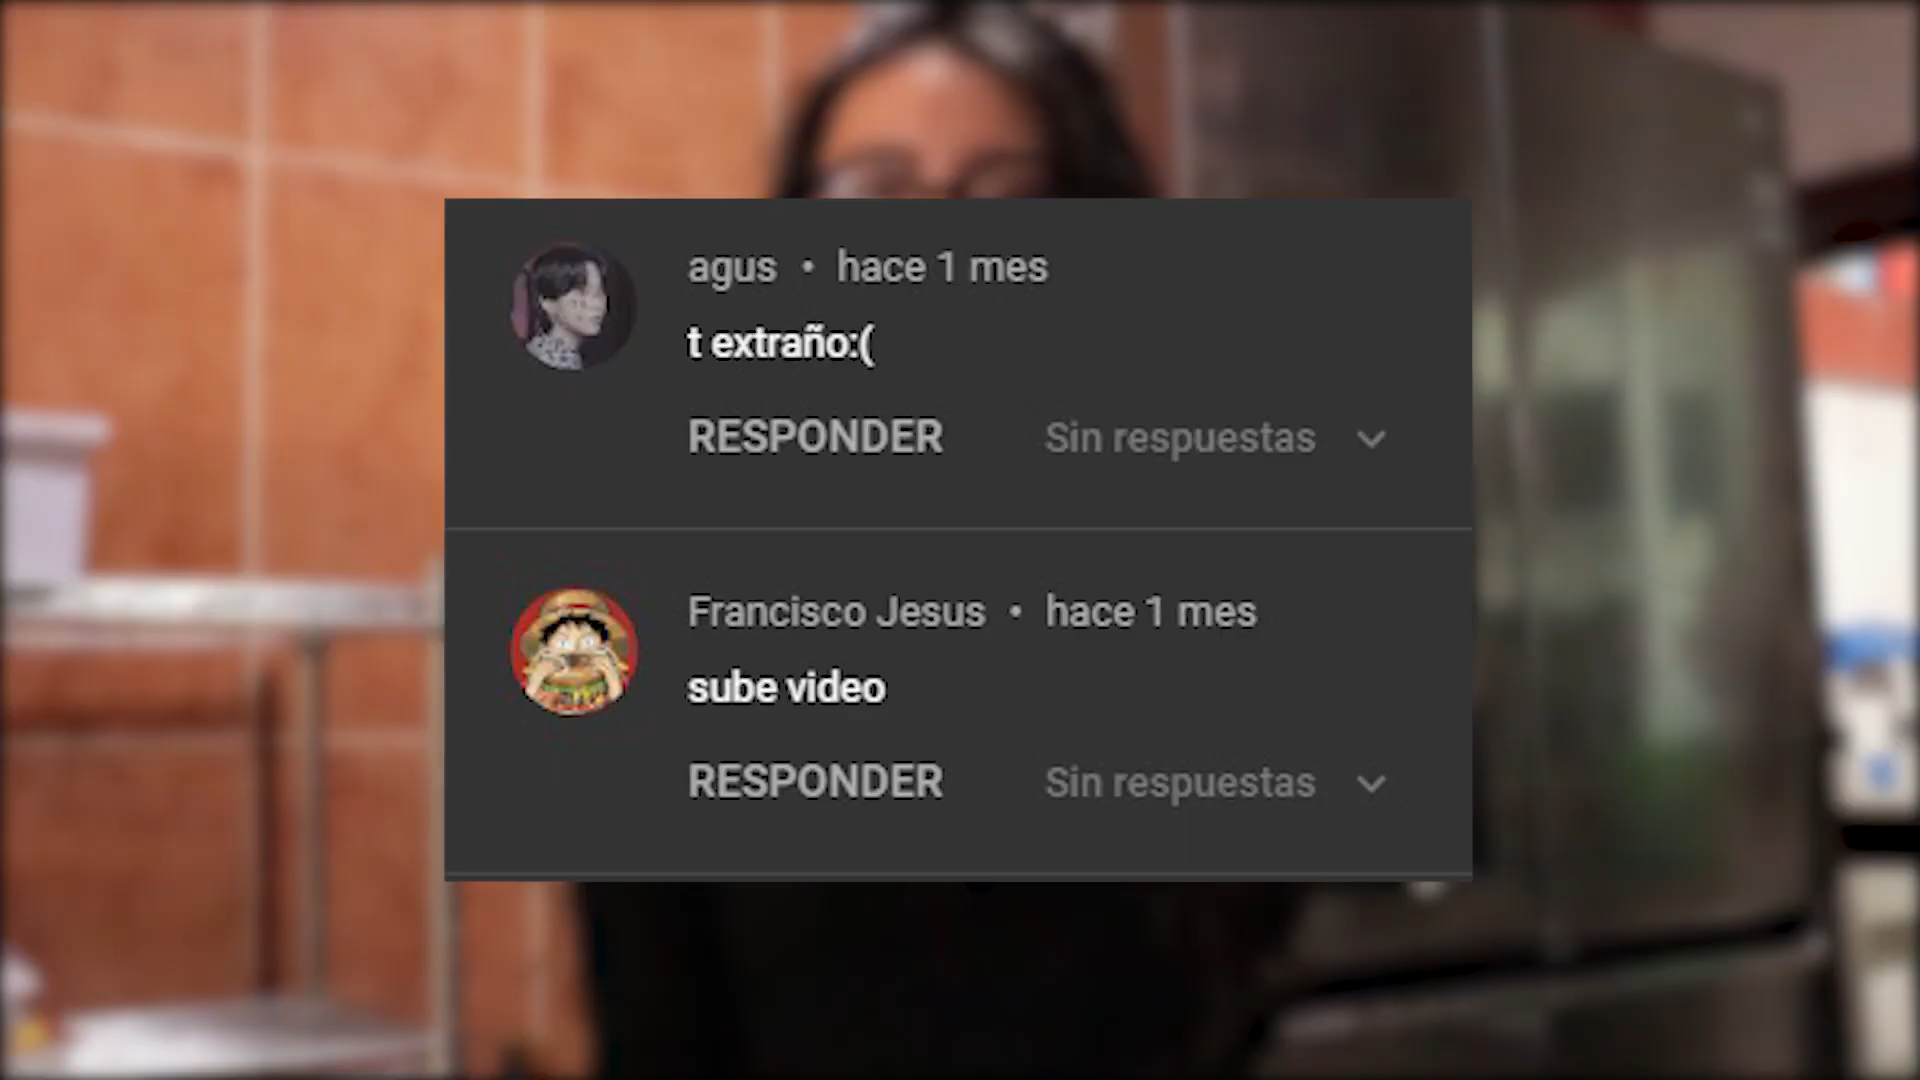 agus • hace 1 mes
t extraño:(
RESPONDER Sin respuestas
Francisco Jesus • hace 1 mes
sube video
RESPONDER Sin respuestas